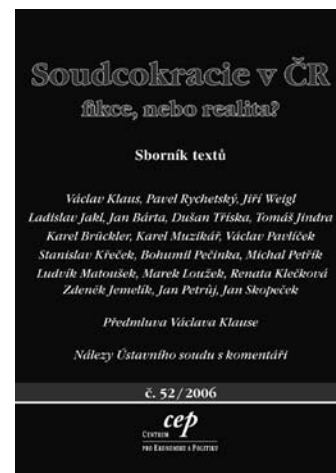 Soudcokracie v ČR
fikce, nebo realita?
Sborník textů
Václav Klaus, Pavel Rychetský, Jiří Weigl
Ladislav Jakl, Jan Bárta, Dušan Tříska, Tomáš Jindra
Karel Brückler, Karel Muzikář, Václav Pavlíček
Stanislav Křeček, Bohumil Pečinka, Michal Petřík
Ludvík Matoušek, Marek Loužek, Renata Klečková
Zdeněk Jemelík, Jan Petrůj, Jan Skopeček
Předmluva Václava Klause
Nálezy Ústavního soudu s komentáři
č. 52/2006
cep
CENTRUM
PRO EKONOMIKU A POLITIKU